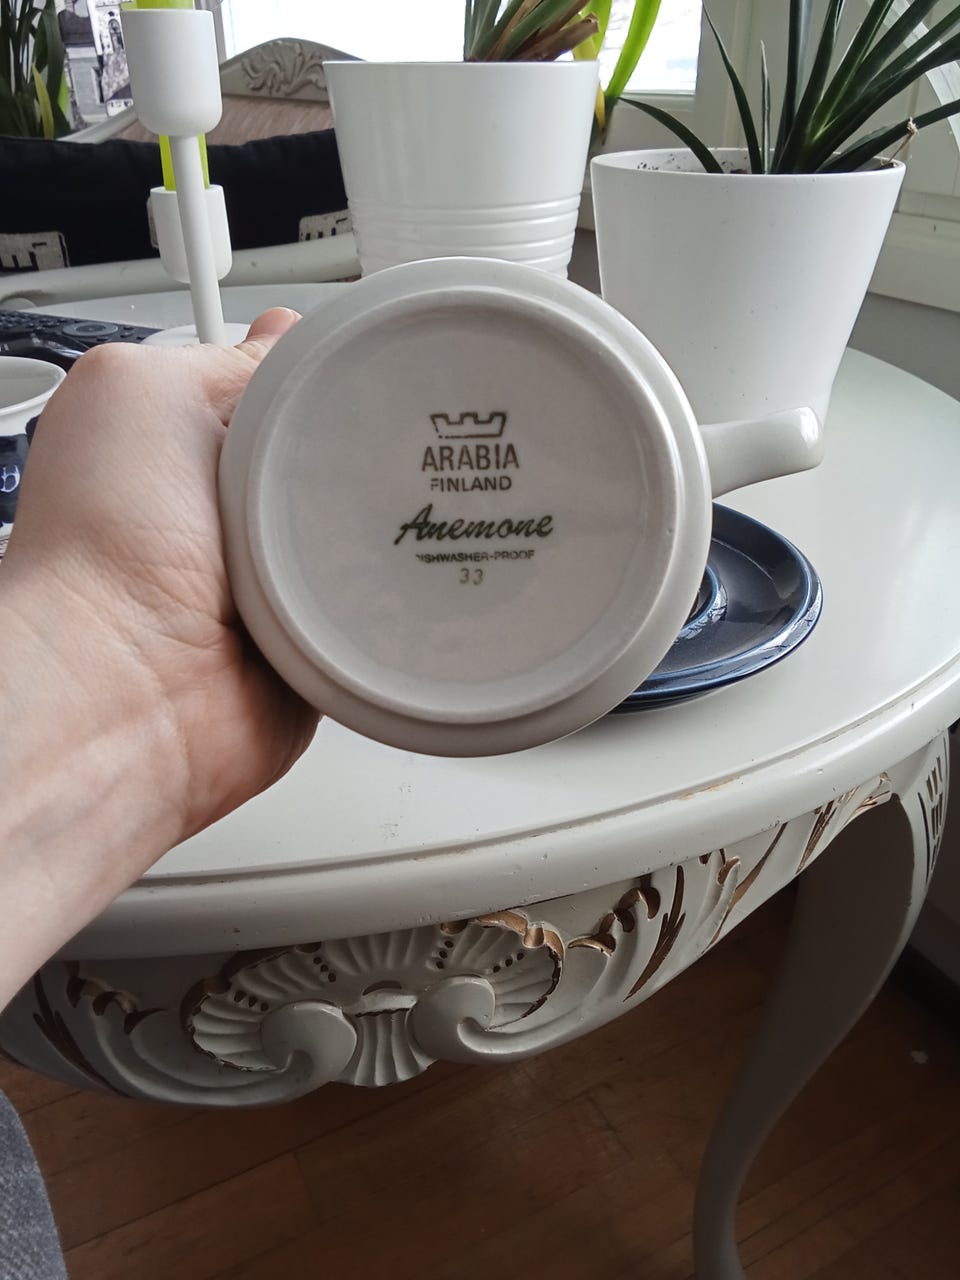 ARABIA
FINLAND
Anemone
DISHWASHER-PROOF
33